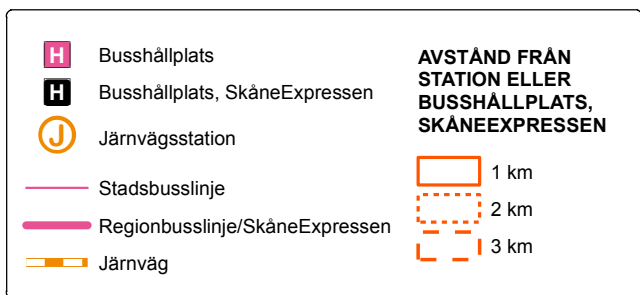 H Busshållplats
H Busshållplats, SkåneExpressen
J Järnvägsstation
Stadsbusslinje
Regionbusslinje/SkåneExpressen
Järnväg
AVSTÅND FRÅN
STATION ELLER
BUSSHÅLLPLATS,
SKÅNEEXPRESSEN
1 km
2 km
3 km